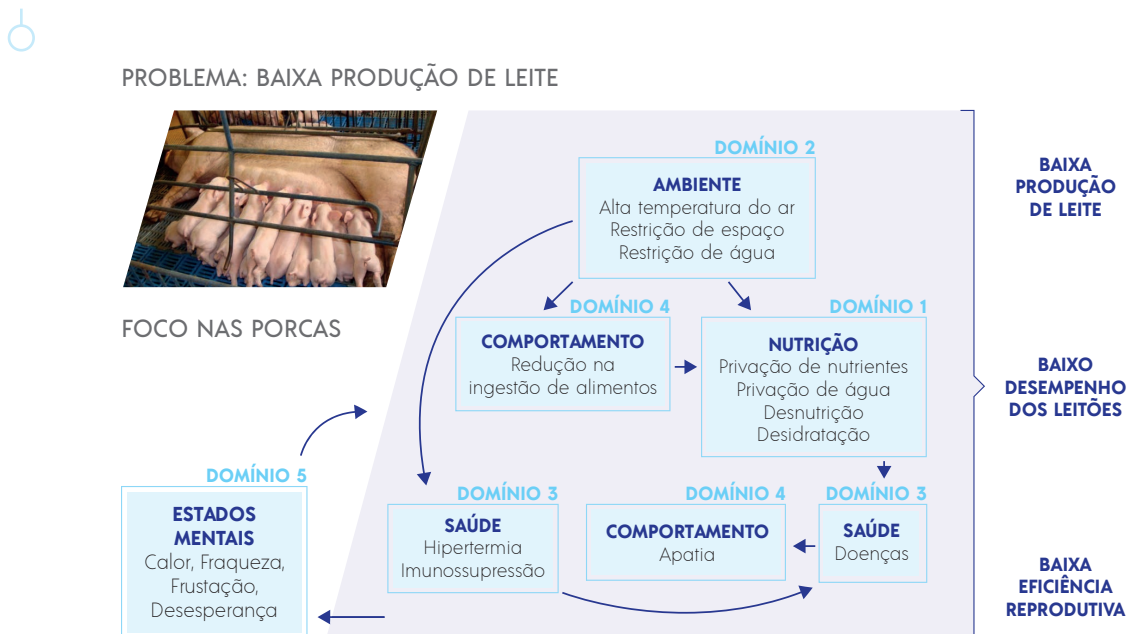 PROBLEMA: BAIXA PRODUÇÃO DE LEITE
DOMÍNIO 2
AMBIENTE
Alta temperatura do ar
Restrição de espaço
Restrição de água
BAIXA
PRODUÇÃO
DE LEITE
FOCO NAS PORCAS
DOMÍNIO 4
COMPORTAMENTO
Redução na
ingestão de alimentos
DOMÍNIO 1
NUTRIÇÃO
Privação de nutrientes
Privação de água
Desnutrição
Desidratação
BAIXO
DESEMPENHO
DOS LEITÕES
DOMÍNIO 5
ESTADOS
MENTAIS
Calor, Fraqueza,
Frustação,
Desesperança
DOMÍNIO 3
SAÚDE
Hipertermia
Imunossupressão
DOMÍNIO 4
COMPORTAMENTO
Apatia
DOMÍNIO 3
SAÚDE
Doenças
BAIXA
EFICIÊNCIA
REPRODUTIVA